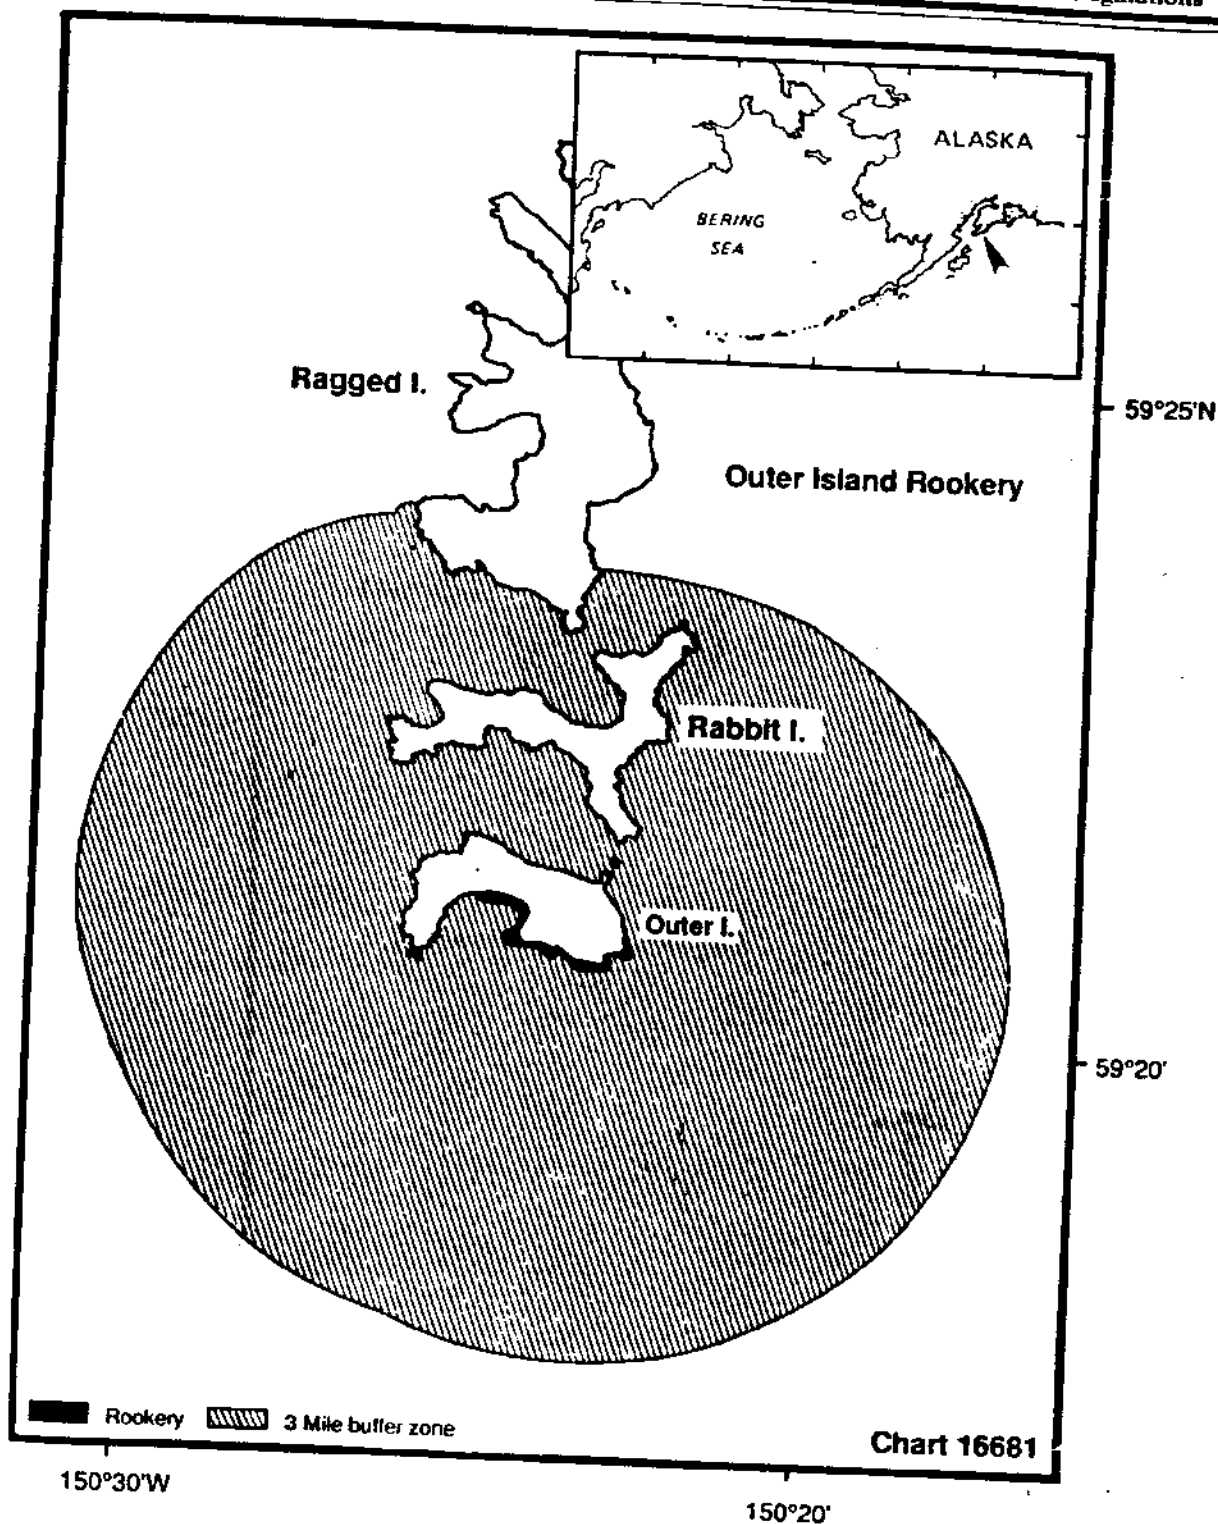 ALASKA
BERING
SEA
Ragged I.
59°25'N
Outer Island Rookery
Rabbit I.
Outer I.
59°20'
Rookery
3 Mile buffer zone
Chart 16681
150°30'W
150°20'